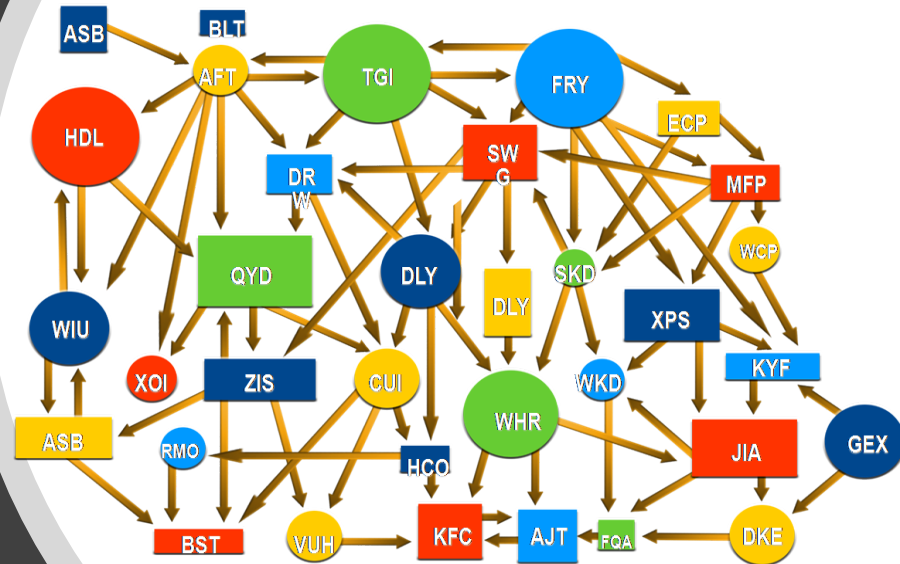 ASB
BLT
AFT
TGI
FRY
ECP
HDL
SW
G
DR
W
MFP
WCP
QYD
DLY
SKD
DLY
XPS
WIU
XOI
ZIS
CUI
WKD
KYF
WHR
ASB
RMO
HCO
JIA
GEX
BST
VUH
KFC
AJT
FQA
DKE